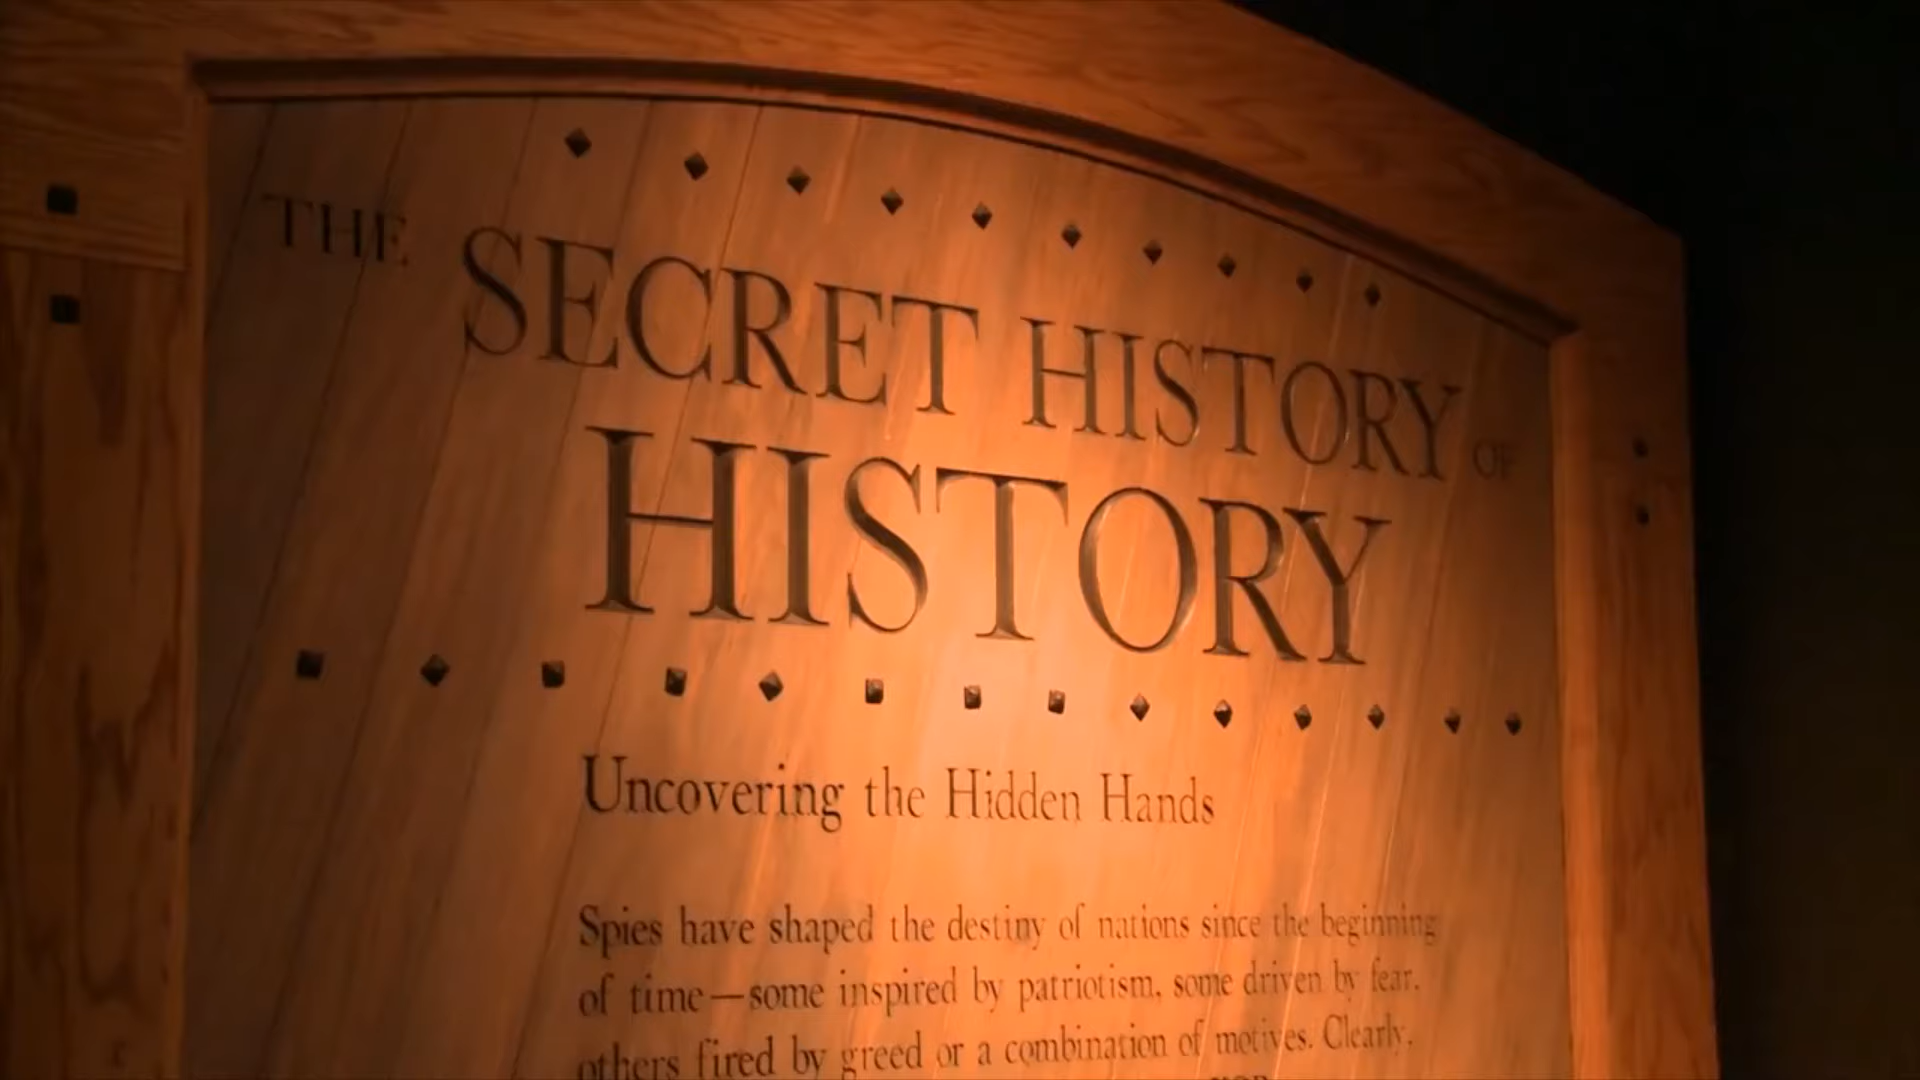 THE SECRET HISTORY OF
HISTORY
Uncovering the Hidden Hands
Spies have shaped the destiny of nations since the beginning
of time—some inspired by patriotism, some driven by fear,
others fired by greed or a combination of motives. Clearly,